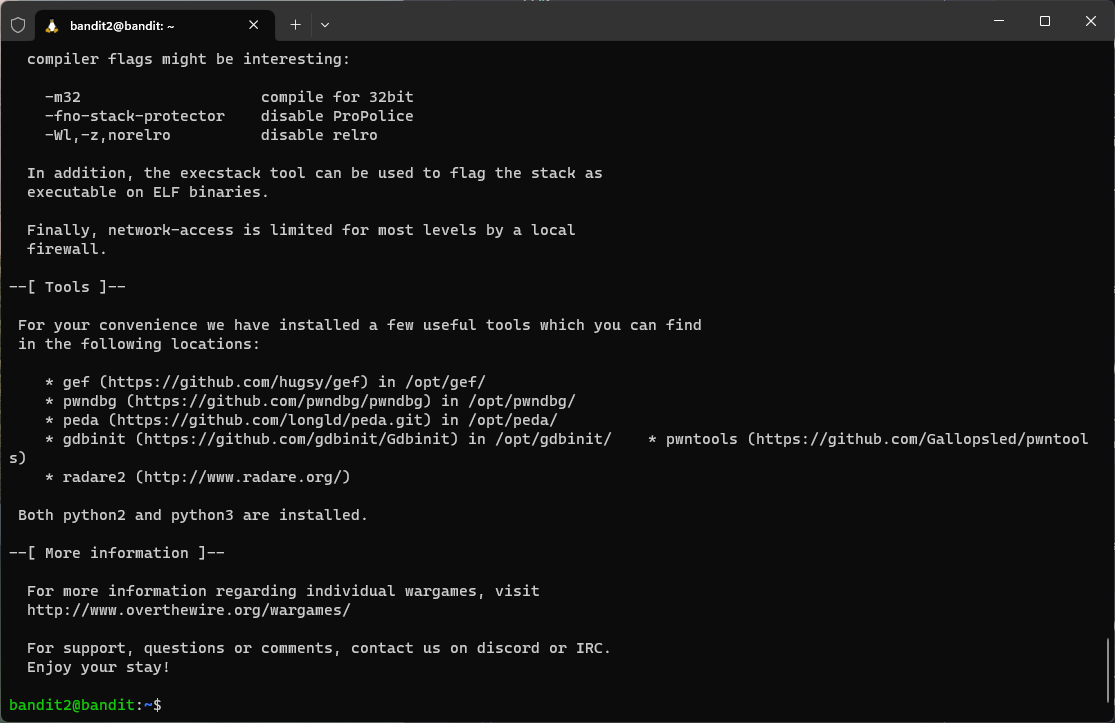 bandit2@bandit: ~
compiler flags might be interesting:
-m32 compile for 32bit
-fno-stack-protector disable ProPolice
-Wl,-z,norelro disable relro
In addition, the execstack tool can be used to flag the stack as
executable on ELF binaries.
Finally, network-access is limited for most levels by a local
firewall.
--[ Tools ]--
For your convenience we have installed a few useful tools which you can find
in the following locations:
* gef (https://github.com/hugsy/gef) in /opt/gef/
* pwndbg (https://github.com/pwndbg/pwndbg) in /opt/pwndbg/
* peda (https://github.com/longld/peda.git) in /opt/peda/
* gdbinit (https://github.com/gdbinit/Gdbinit) in /opt/gdbinit/    * pwntools (https://github.com/Gallopsled/pwntool
s)
* radare2 (http://www.radare.org/)
Both python2 and python3 are installed.
--[ More information ]--
For more information regarding individual wargames, visit
http://www.overthewire.org/wargames/
For support, questions or comments, contact us on discord or IRC.
Enjoy your stay!
bandit2@bandit:~$